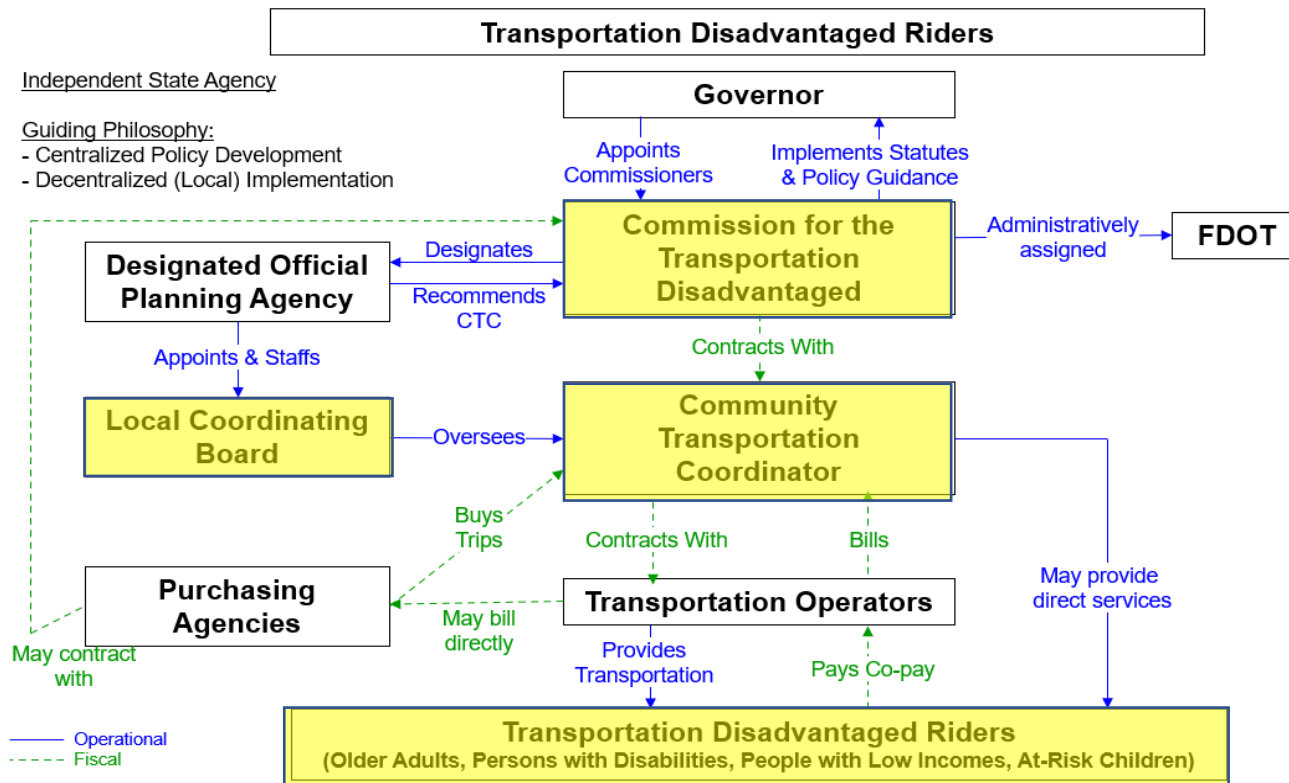 Transportation Disadvantaged Riders
Independent State Agency
Guiding Philosophy:
- Centralized Policy Development
- Decentralized (Local) Implementation
Governor
Appoints
Commissioners
Implements Statutes
& Policy Guidance
Commission for the
Transportation
Disadvantaged
Administratively
assigned
FDOT
Designates
Designated Official
Planning Agency
Recommends
CTC
Contracts With
Appoints & Staffs
Local Coordinating
Board
Oversees
Community
Transportation
Coordinator
Buys
Trips
Contracts With
Bills
May provide
direct services
Purchasing
Agencies
May bill
directly
Transportation Operators
May contract
with
Provides
Transportation
Pays Co-pay
Transportation Disadvantaged Riders
(Older Adults, Persons with Disabilities, People with Low Incomes, At-Risk Children)
Operational
Fiscal